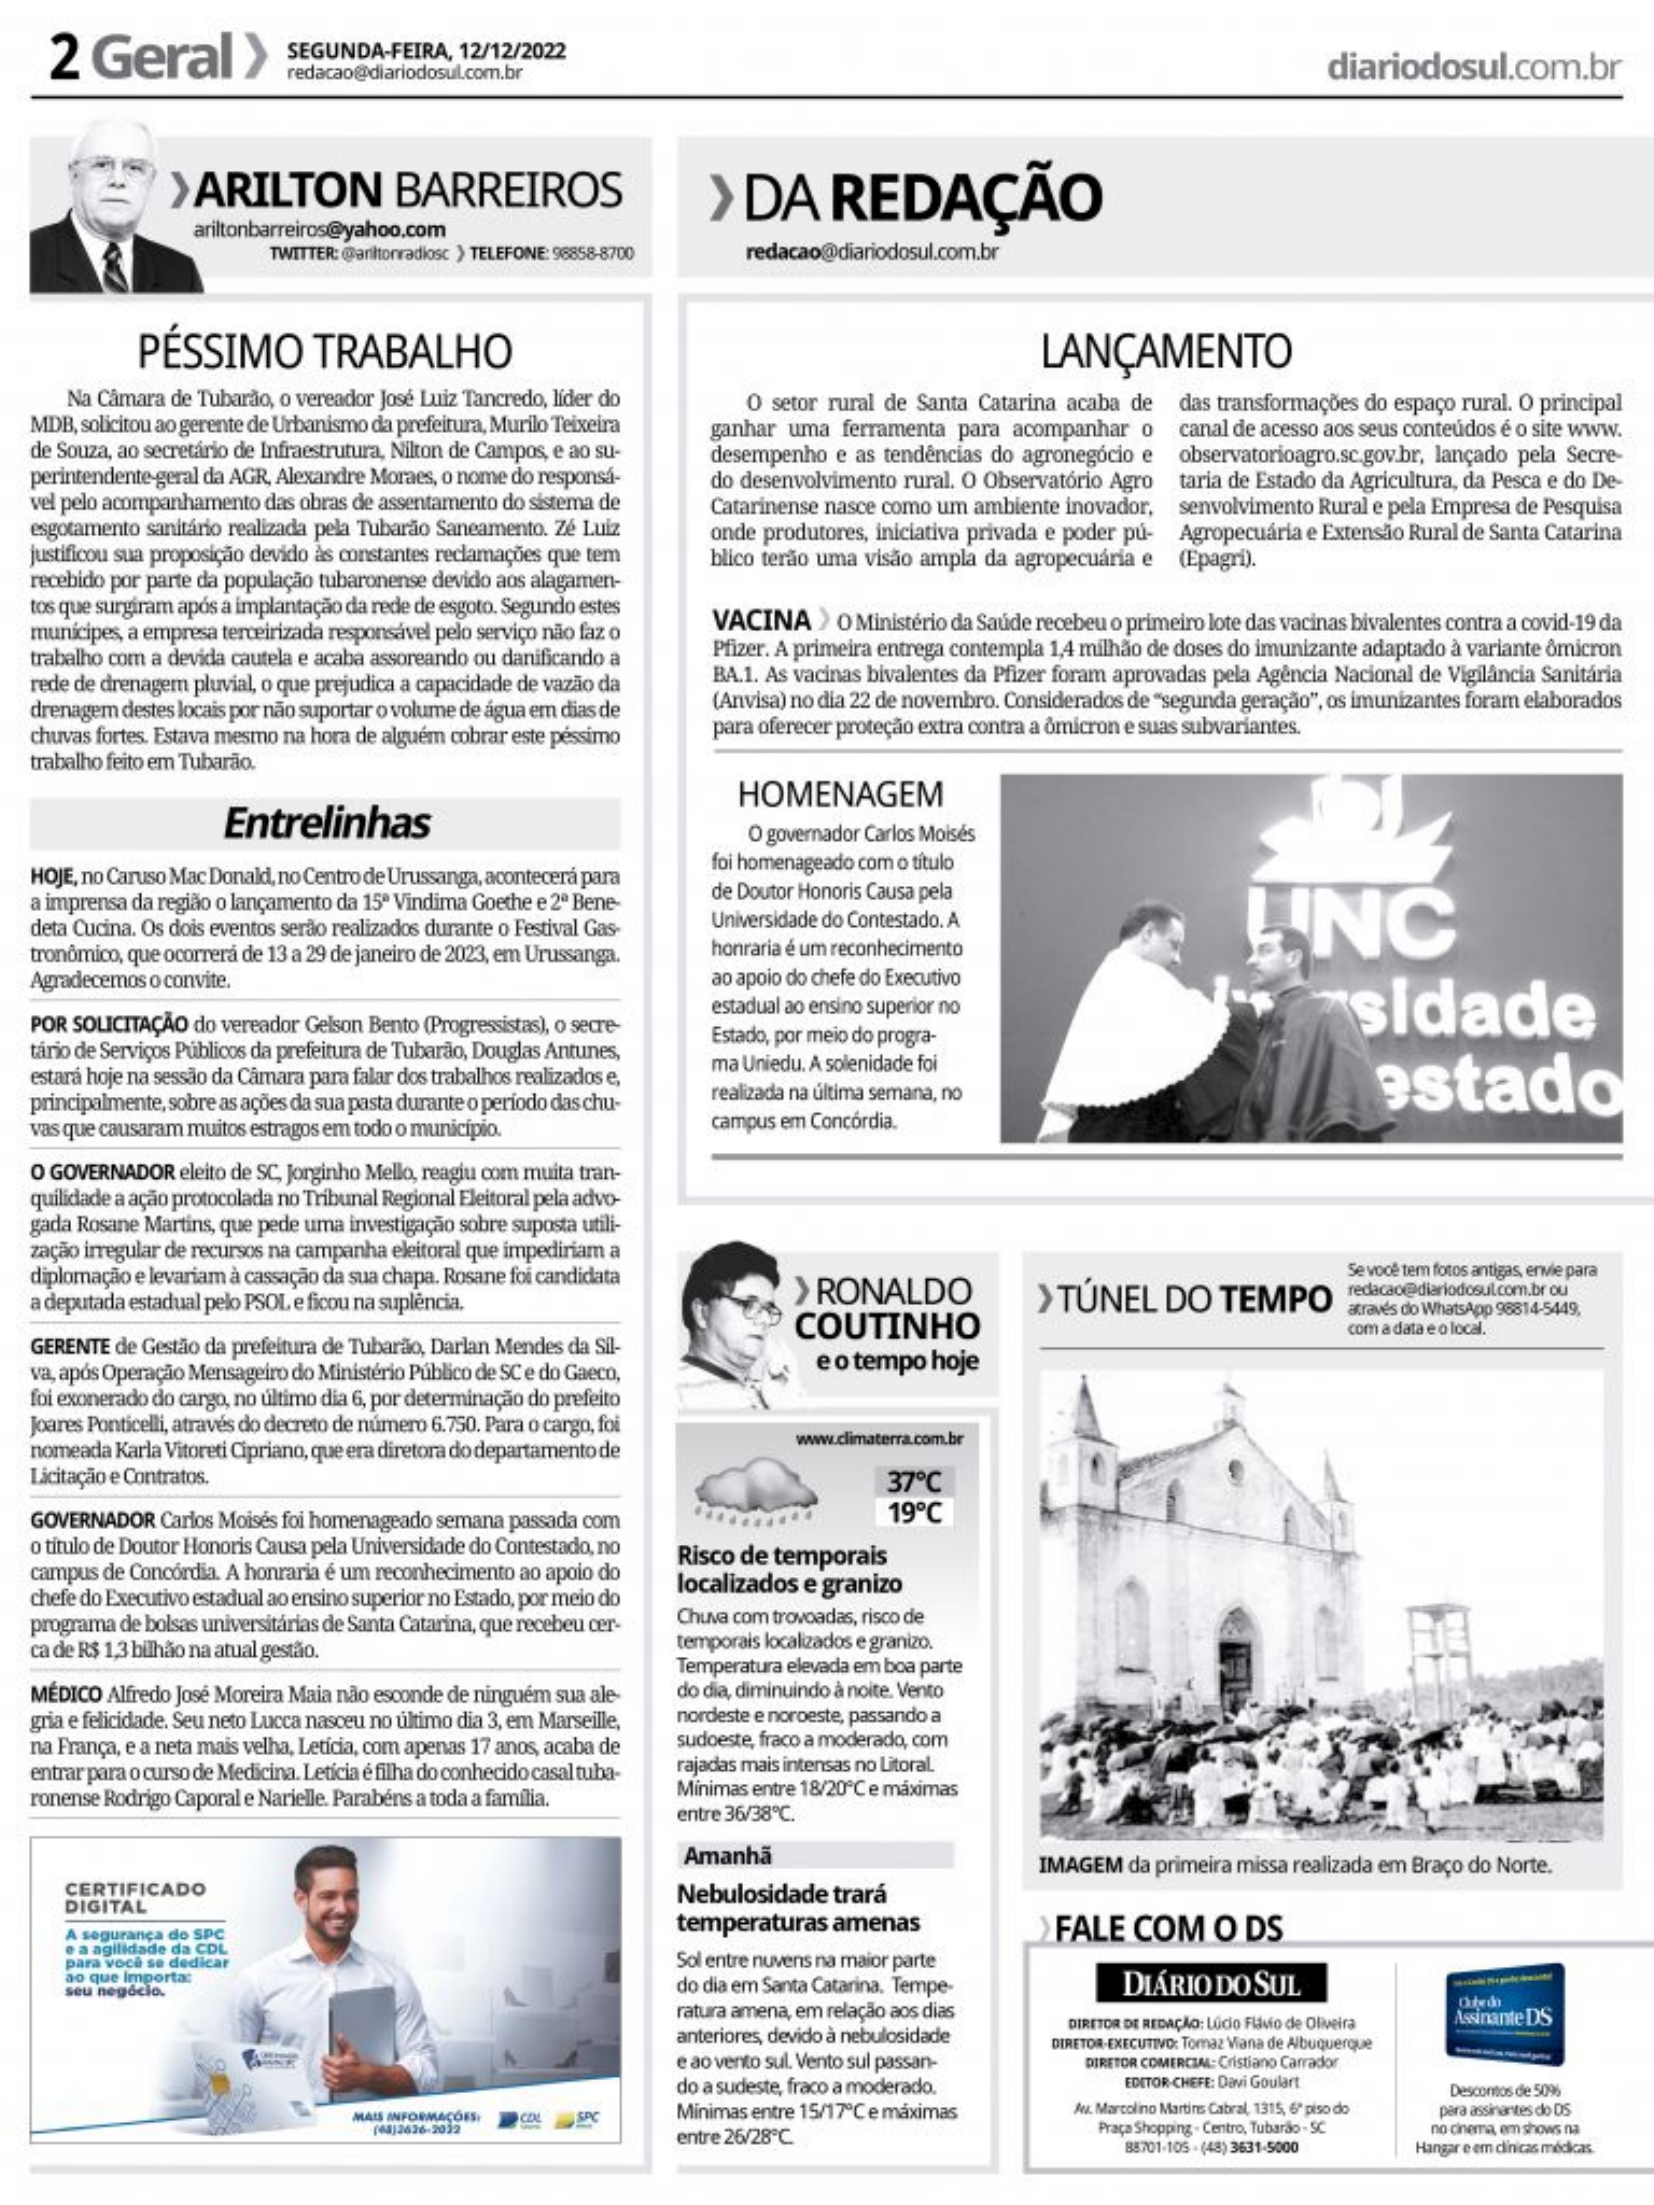 2 Geral
SEGUNDA-FEIRA, 12/12/2022
redacao@diariodosul.com.br
diariodosul.com.br
ARILTON BARREIROS
ariltonbarreiros@yahoo.com
TWITTER: @ariltonradiosc › TELEFONE: 98858-8700
PÉSSIMO TRABALHO
Na Câmara de Tubarão, o vereador José Luiz Tancredo, líder do
MDB, solicitou ao gerente de Urbanismo da prefeitura, Murilo Teixeira
de Souza, ao secretário de Infraestrutura, Nilton de Campos, e ao su-
perintendente-geral da AGR, Alexandre Moraes, o nome do responsá-
vel pelo acompanhamento das obras de assentamento do sistema de
esgotamento sanitário realizada pela Tubarão Saneamento. Zé Luiz
justificou sua proposição devido às constantes reclamações que tem
recebido por parte da população tubaronense devido aos alagamen-
tos que surgiram após a implantação da rede de esgoto. Segundo estes
munícipes, a empresa terceirizada responsável pelo serviço não faz o
trabalho com a devida cautela e acaba assoreando ou danificando a
rede de drenagem pluvial, o que prejudica a capacidade de vazão da
drenagem destes locais por não suportar o volume de água em dias de
chuvas fortes. Estava mesmo na hora de alguém cobrar este péssimo
trabalho feito em Tubarão.
Entrelinhas
HOJE, no Caruso Mac Donald, no Centro de Urussanga, acontecerá para
a imprensa da região o lançamento da 15ª Vindima Goethe e 2ª Bene-
deta Cucina. Os dois eventos serão realizados durante o Festival Gas-
tronômico, que ocorrerá de 13 a 29 de janeiro de 2023, em Urussanga.
Agradecemos o convite.
POR SOLICITAÇÃO do vereador Gelson Bento (Progressistas), o secre-
tário de Serviços Públicos da prefeitura de Tubarão, Douglas Antunes,
estará hoje na sessão da Câmara para falar dos trabalhos realizados e,
principalmente, sobre as ações da sua pasta durante o período das chu-
vas que causaram muitos estragos em todo o município.
O GOVERNADOR eleito de SC, Jorginho Mello, reagiu com muita tran-
quilidade a ação protocolada no Tribunal Regional Eleitoral pela advo-
gada Rosane Martins, que pede uma investigação sobre suposta utili-
zação irregular de recursos na campanha eleitoral que impediriam a
diplomação e levariam à cassação da sua chapa. Rosane foi candidata
a deputada estadual pelo PSOL e ficou na suplência.
GERENTE de Gestão da prefeitura de Tubarão, Darlan Mendes da Sil-
va, após Operação Mensageiro do Ministério Público de SC e do Gaeco,
foi exonerado do cargo, no último dia 6, por determinação do prefeito
Joares Ponticelli, através do decreto de número 6.750. Para o cargo, foi
nomeada Karla Vitoreti Cipriano, que era diretora do departamento de
Licitação e Contratos.
GOVERNADOR Carlos Moisés foi homenageado semana passada com
o título de Doutor Honoris Causa pela Universidade do Contestado, no
campus de Concórdia. A honraria é um reconhecimento ao apoio do
chefe do Executivo estadual ao ensino superior no Estado, por meio do
programa de bolsas universitárias de Santa Catarina, que recebeu cer-
ca de R$ 1,3 bilhão na atual gestão.
MÉDICO Alfredo José Moreira Maia não esconde de ninguém sua ale-
gria e felicidade. Seu neto Lucca nasceu no último dia 3, em Marseille,
na França, e a neta mais velha, Letícia, com apenas 17 anos, acaba de
entrar para o curso de Medicina. Letícia é filha do conhecido casal tuba-
ronense Rodrigo Caporal e Narielle. Parabéns a toda a família.
CERTIFICADO
DIGITAL
A segurança do SPC
e a agilidade da CDL
para você se dedicar
ao que importa:
seu negócio.
MAIS INFORMAÇÕES:
(48)3626-2022
CDL
SPC
DA REDAÇÃO
redacao@diariodosul.com.br
LANÇAMENTO
O setor rural de Santa Catarina acaba de
ganhar uma ferramenta para acompanhar o
desempenho e as tendências do agronegócio e
do desenvolvimento rural. O Observatório Agro
Catarinense nasce como um ambiente inovador,
onde produtores, iniciativa privada e poder pú-
blico terão uma visão ampla da agropecuária e
das transformações do espaço rural. O principal
canal de acesso aos seus conteúdos é o site www.
observatorioagro.sc.gov.br, lançado pela Secre-
taria de Estado da Agricultura, da Pesca e do De-
senvolvimento Rural e pela Empresa de Pesquisa
Agropecuária e Extensão Rural de Santa Catarina
(Epagri).
VACINA › O Ministério da Saúde recebeu o primeiro lote das vacinas bivalentes contra a covid-19 da
Pfizer. A primeira entrega contempla 1,4 milhão de doses do imunizante adaptado à variante ômicron
BA.1. As vacinas bivalentes da Pfizer foram aprovadas pela Agência Nacional de Vigilância Sanitária
(Anvisa) no dia 22 de novembro. Considerados de “segunda geração”, os imunizantes foram elaborados
para oferecer proteção extra contra a ômicron e suas subvariantes.
HOMENAGEM
O governador Carlos Moisés
foi homenageado com o título
de Doutor Honoris Causa pela
Universidade do Contestado. A
honraria é um reconhecimento
ao apoio do chefe do Executivo
estadual ao ensino superior no
Estado, por meio do progra-
ma Uniedu. A solenidade foi
realizada na última semana, no
campus em Concórdia.
UNC
sidade
estado
RONALDO
COUTINHO
e o tempo hoje
www.climaterra.com.br
37°C
19°C
Risco de temporais
localizados e granizo
Chuva com trovoadas, risco de
temporais localizados e granizo.
Temperatura elevada em boa parte
do dia, diminuindo à noite. Vento
nordeste e noroeste, passando a
sudoeste, fraco a moderado, com
rajadas mais intensas no Litoral.
Mínimas entre 18/20°C e máximas
entre 36/38°C.
Amanhã
Nebulosidade trará
temperaturas amenas
Sol entre nuvens na maior parte
do dia em Santa Catarina. Tempe-
ratura amena, em relação aos dias
anteriores, devido à nebulosidade
e ao vento sul. Vento sul passan-
do a sudeste, fraco a moderado.
Mínimas entre 15/17°C e máximas
entre 26/28°C.
TÚNEL DO TEMPO
Se você tem fotos antigas, envie para
redacao@diariodosul.com.br ou
através do WhatsApp 98814-5449,
com a data e o local.
IMAGEM da primeira missa realizada em Braço do Norte.
FALE COM O DS
DIÁRIO DO SUL
DIRETOR DE REDAÇÃO: Lúcio Flávio de Oliveira
DIRETOR-EXECUTIVO: Tomaz Viana de Albuquerque
DIRETOR COMERCIAL: Cristiano Carrador
EDITOR-CHEFE: Davi Goulart
Av. Marcolino Martins Cabral, 1315, 6º piso do
Praça Shopping - Centro, Tubarão - SC
88701-105 - (48) 3631-5000
Clube do
Assinante DS
Descontos de 50%
para assinantes do DS
no cinema, em shows na
Hangar e em clínicas médicas.